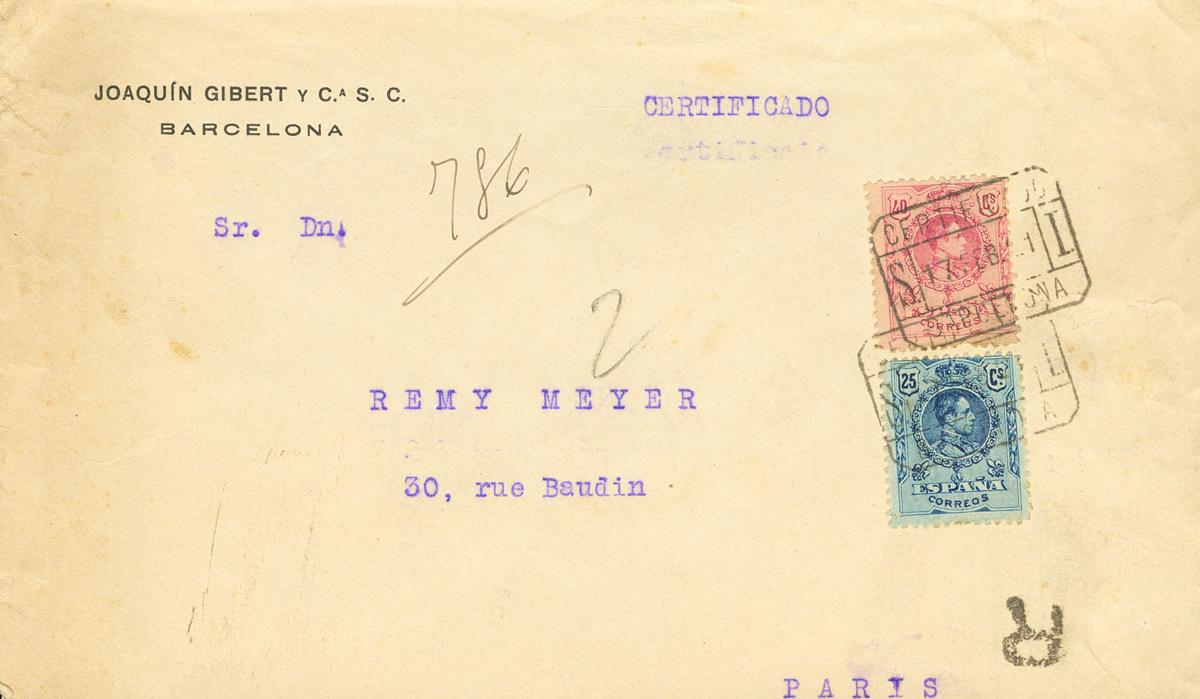 JOAQUÍN GIBERT Y C.ᴬ S. C.
BARCELONA
CERTIFICADO
786
Sr. Dn.
2
REMY MEYER
30, rue Baudin
PARIS
40 Cs
CORREOS
25 Cs
ESPAÑA
CORREOS
R